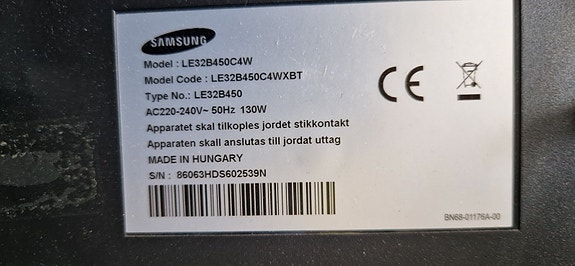 SAMSUNG
Model : LE32B450C4W
Model Code : LE32B450C4WXBT
Type No.: LE32B450
AC220-240V~ 50Hz 130W
Apparatet skal tilkoples jordet stikkontakt
Apparaten skall anslutas till jordat uttag
MADE IN HUNGARY
S/N : 86063HDS602539N
CE
BN68-01176A-00